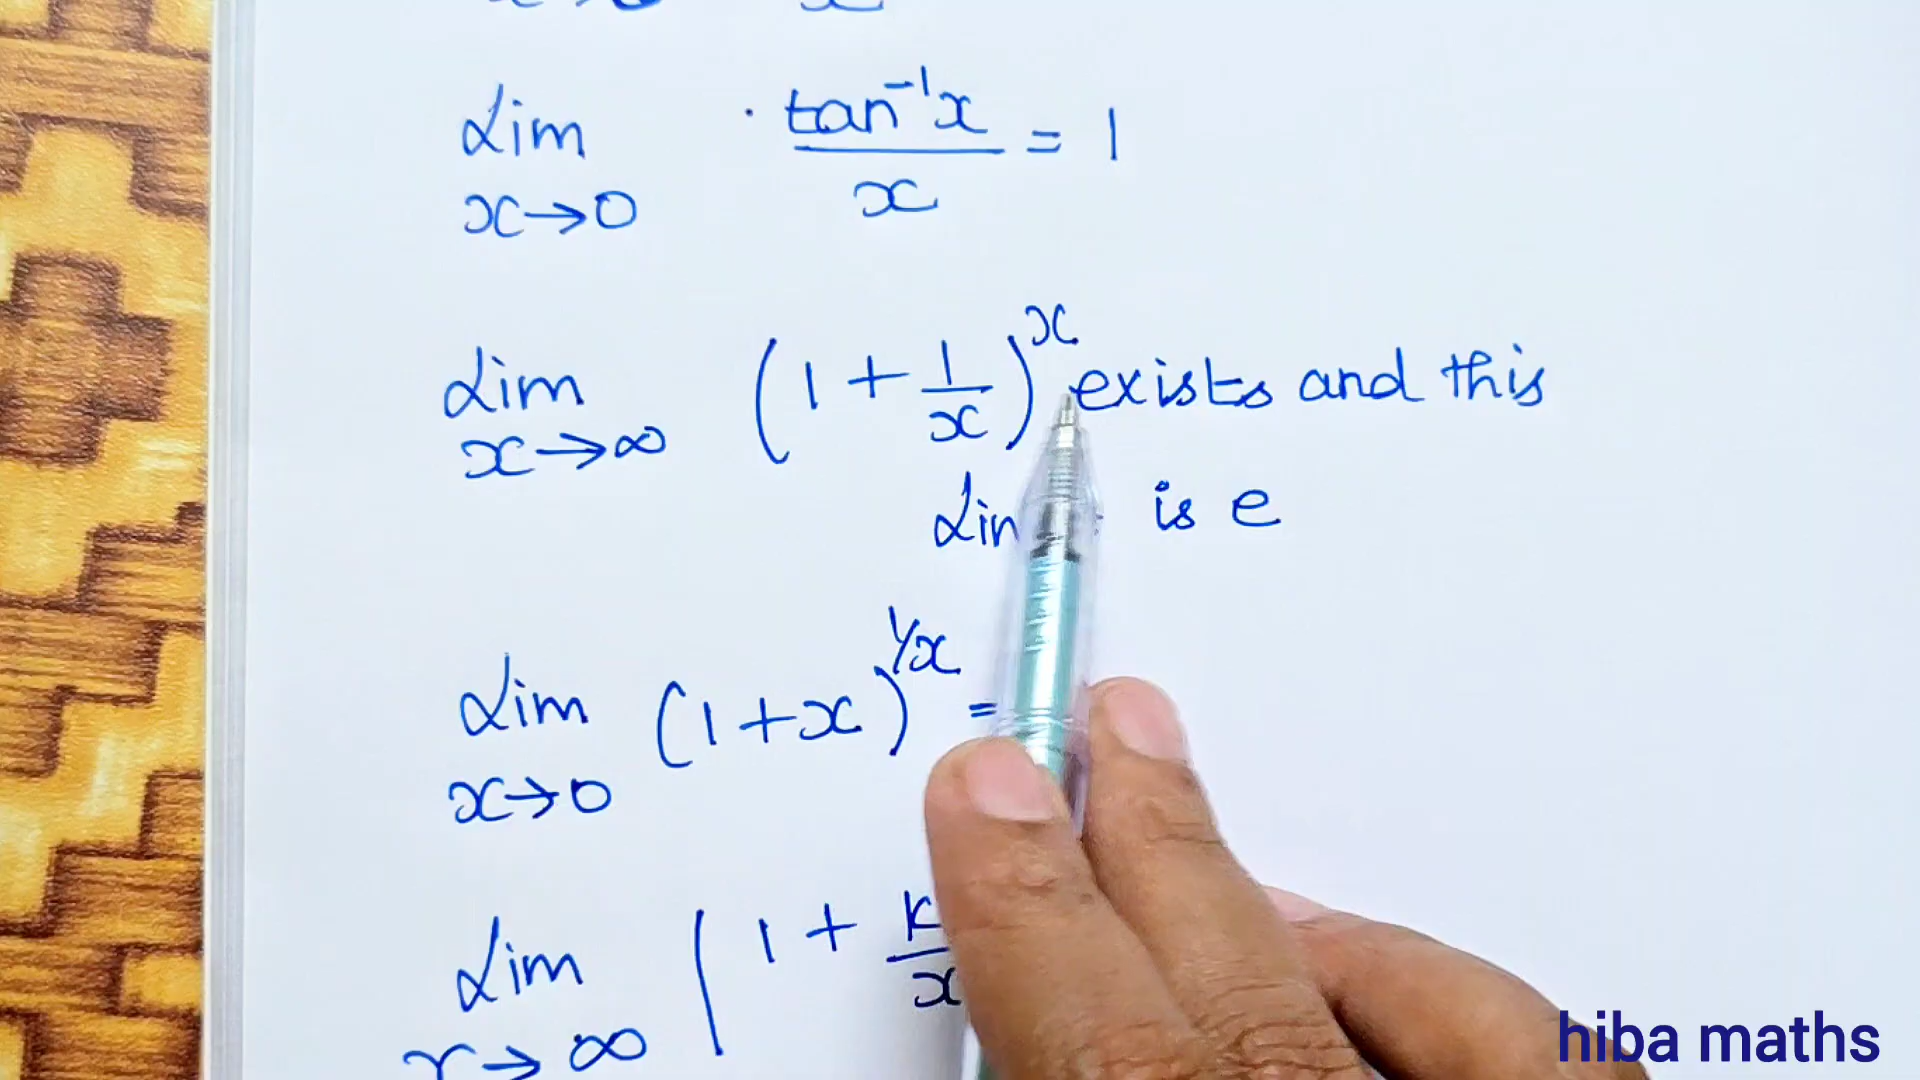 x→0 x
Lim tan⁻¹x/x = 1
x→0
Lim (1 + 1/x)^x exists and this
x→∞
is e
Lim (1+x)^1/x =
x→0
Lim (1 + k/x
x→∞
hiba maths